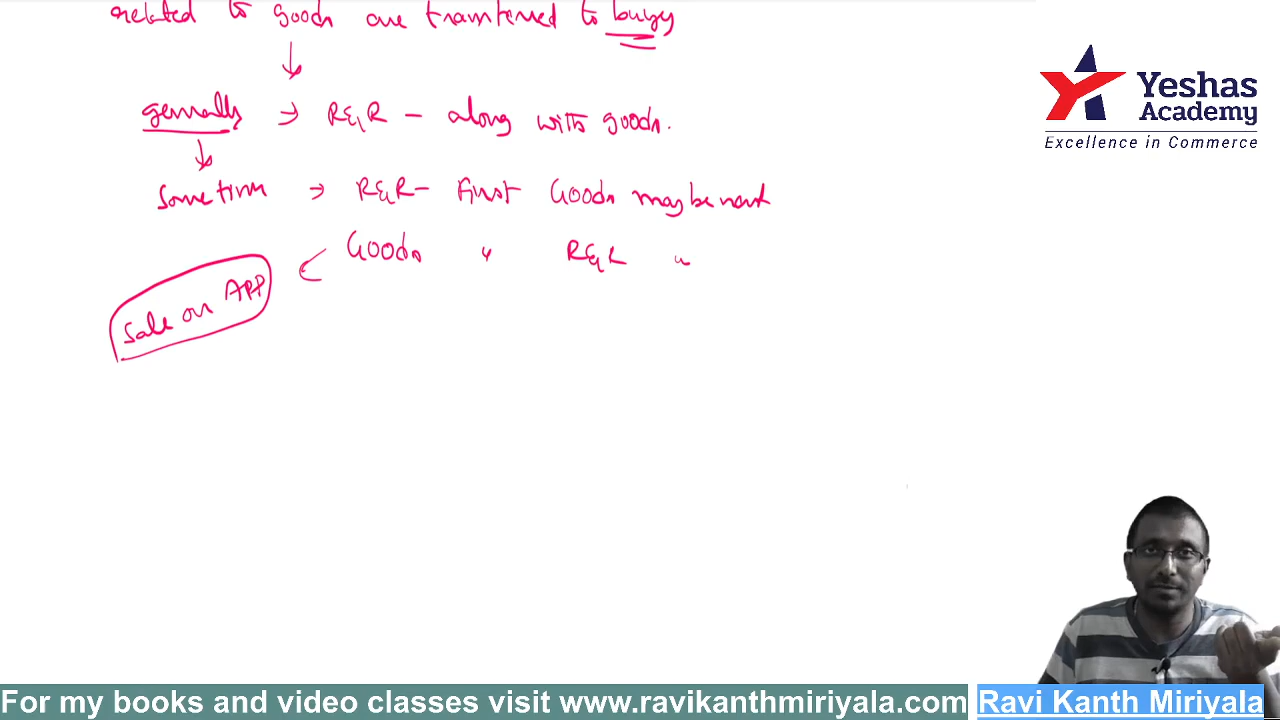 related to goods are transferred to buyer
generally → R&R - along with goods.
Sometimes → R&R - First Goods may be next
Goods " R&R "
Sale on APP
Yeshas
Academy
Excellence in Commerce
For my books and video classes visit www.ravikanthmiriyala.com Ravi Kanth Miriyala